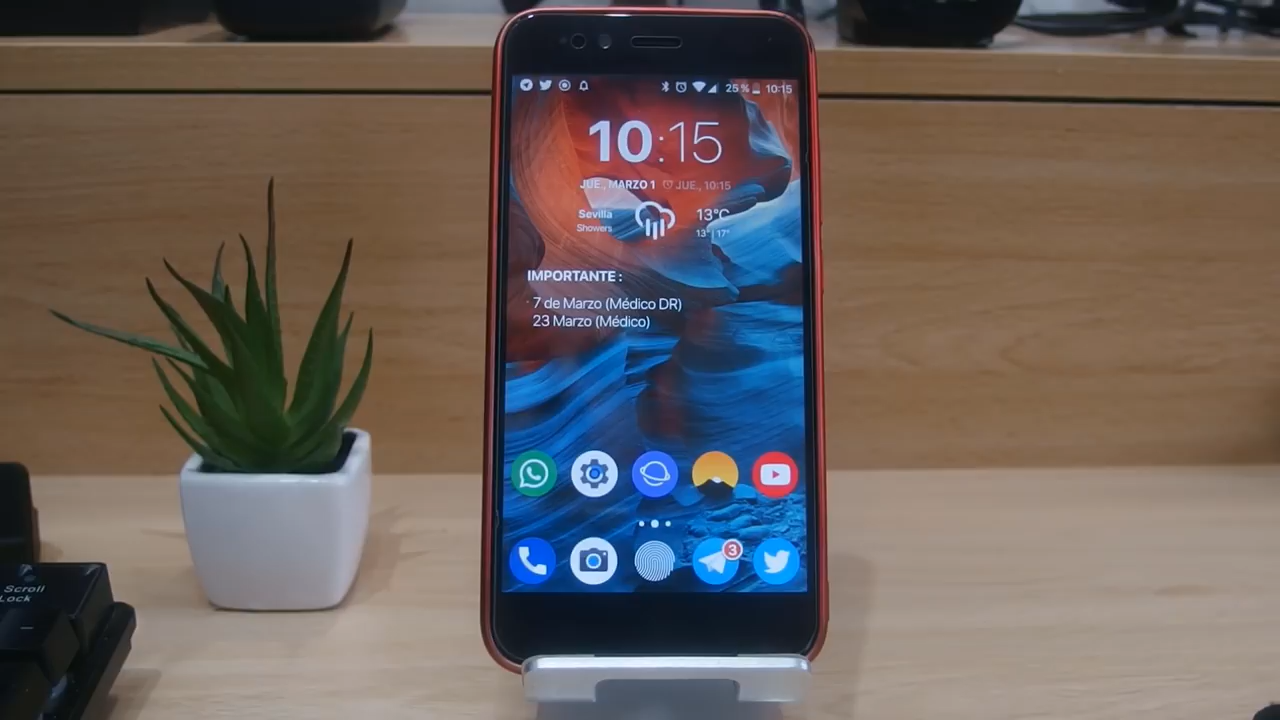 25% 10:15
10:15
JUE., MARZO 1 JUE., 10:15
Sevilla 13°C
Showers 13° | 17°
IMPORTANTE :
· 7 de Marzo (Médico DR)
23 Marzo (Médico)
3
Scroll
Lock